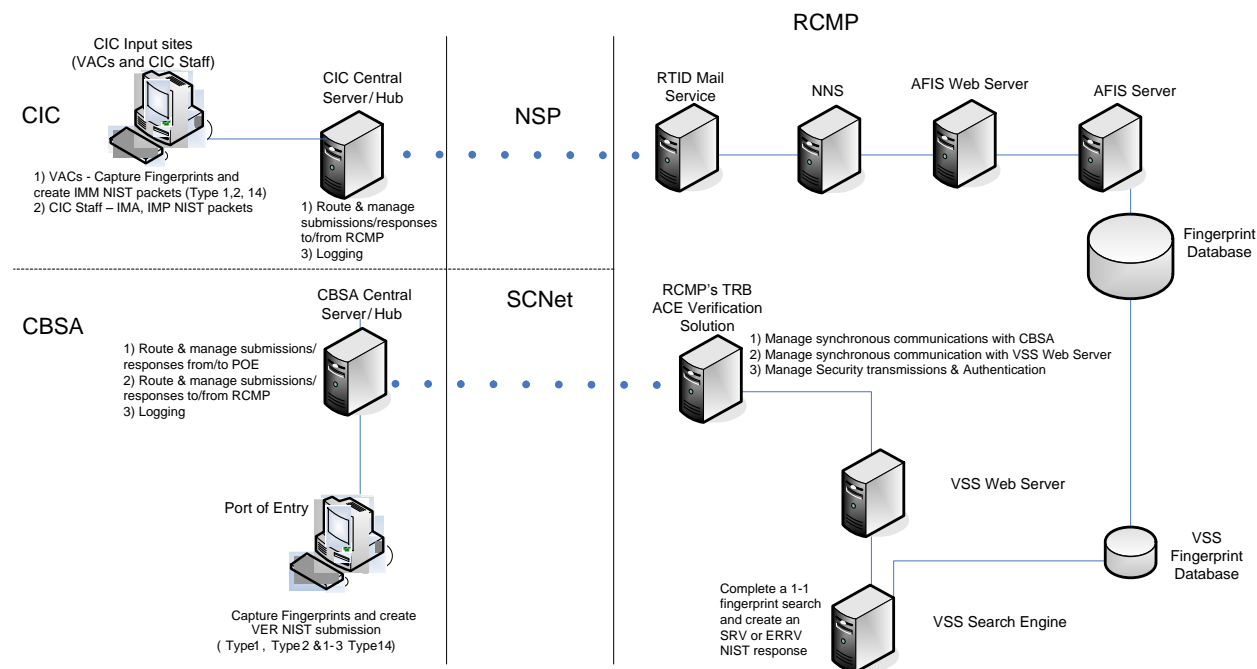 RCMP
CIC Input sites
(VACs and CIC Staff)
CIC Central
Server/Hub
CIC
NSP
RTID Mail
Service
NNS
AFIS Web Server
AFIS Server
1) VACs - Capture Fingerprints and
create IMM NIST packets (Type 1,2, 14)
2) CIC Staff – IMA, IMP NIST packets
1) Route & manage
submissions/responses
to/from RCMP
3) Logging
Fingerprint
Database
CBSA
CBSA Central
Server/Hub
SCNet
RCMP's TRB
ACE Verification
Solution
1) Route & manage submissions/
responses from/to POE
2) Route & manage submissions/
responses to/from RCMP
3) Logging
1) Manage synchronous communications with CBSA
2) Manage synchronous communication with VSS Web Server
3) Manage Security transmissions & Authentication
Port of Entry
VSS Web Server
VSS
Fingerprint
Database
Capture Fingerprints and create
VER NIST submission
( Type1 , Type 2 &1-3 Type14)
Complete a 1-1
fingerprint search
and create an
SRV or ERRV
NIST response
VSS Search Engine